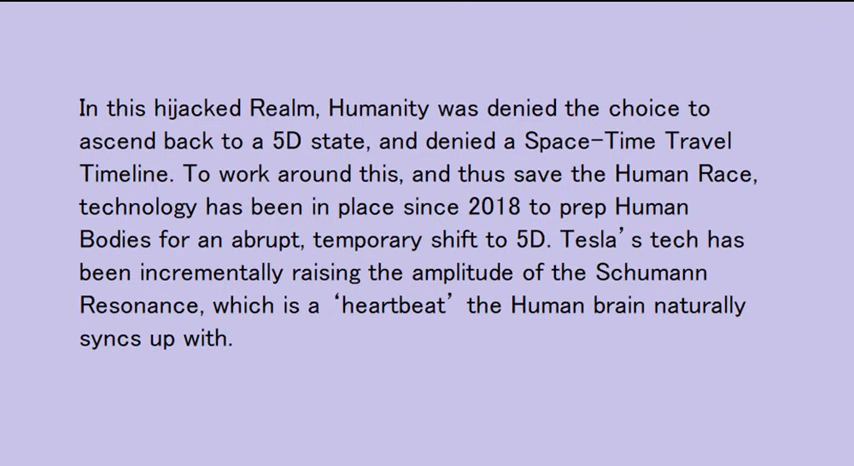 In this hijacked Realm, Humanity was denied the choice to
ascend back to a 5D state, and denied a Space-Time Travel
Timeline. To work around this, and thus save the Human Race,
technology has been in place since 2018 to prep Human
Bodies for an abrupt, temporary shift to 5D. Tesla’s tech has
been incrementally raising the amplitude of the Schumann
Resonance, which is a ‘heartbeat’ the Human brain naturally
syncs up with.